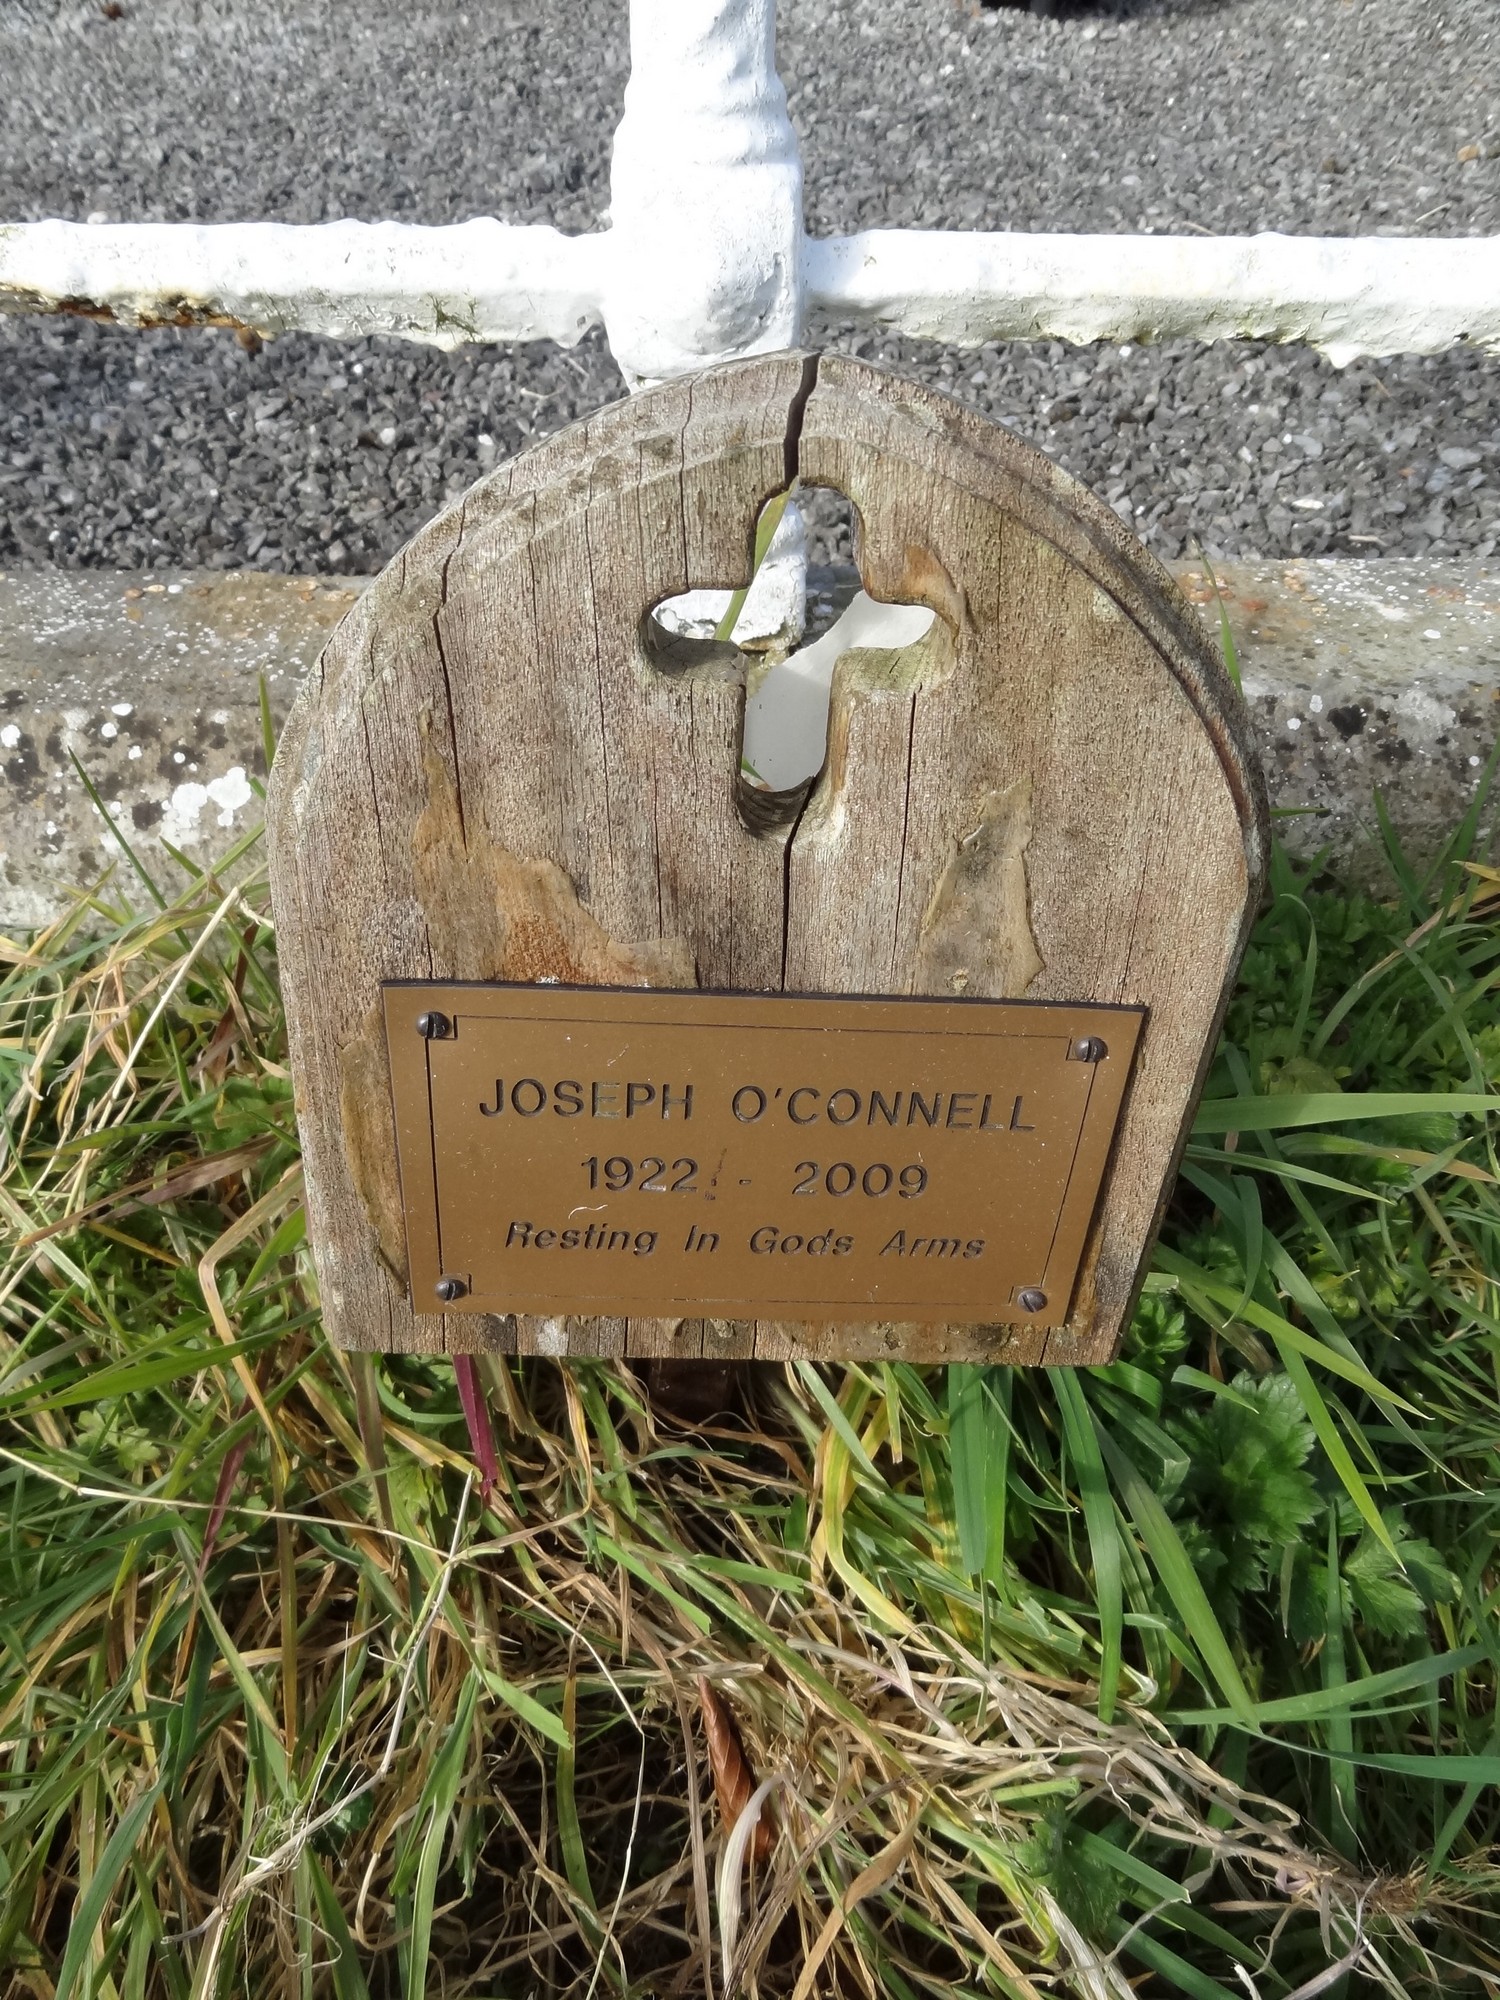 JOSEPH O'CONNELL
1922 - 2009
Resting In Gods Arms